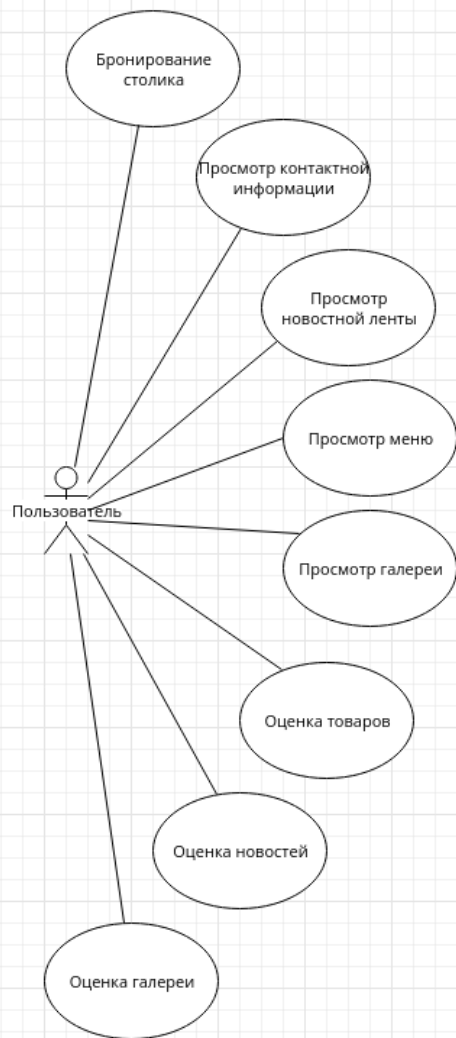 Бронирование
столика
Просмотр контактной
информации
Просмотр
новостной ленты
Просмотр меню
Пользователь
Просмотр галереи
Оценка товаров
Оценка новостей
Оценка галереи